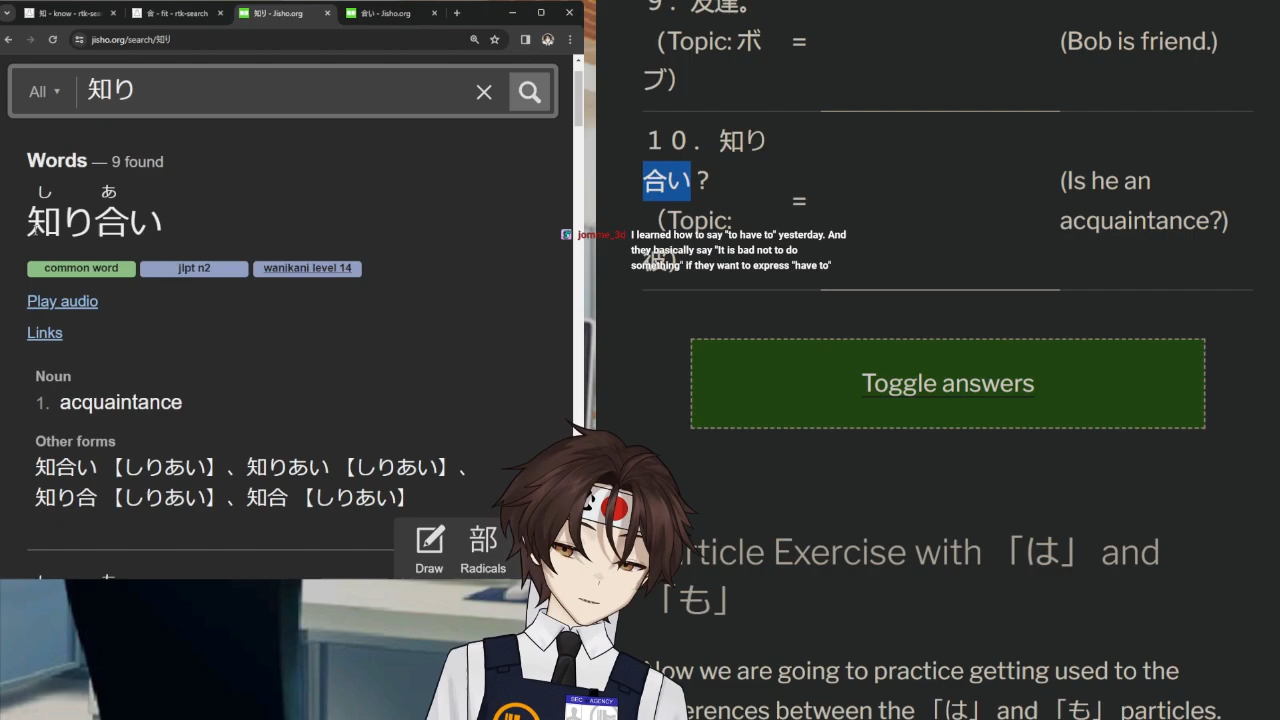 知 - know - rtk-sea
合 - fit - rtk-search
知り - Jisho.org
合い - Jisho.org
jisho.org/search/知り
All
知り
Words — 9 found
し あ
知り合い
common word
jlpt n2
wanikani level 14
Play audio
Links
Noun
1. acquaintance
Other forms
知合い 【しりあい】、知りあい 【しりあい】、
知り合 【しりあい】、知合 【しりあい】
Draw
部
Radicals
9. 友達。
(Topic: ボ
ブ)
=
(Bob is friend.)
10. 知り
合い?
(Topic:
彼)
=
(Is he an
acquaintance?)
jomme_3d I learned how to say "to have to" yesterday. And
they basically say "It is bad not to do
something" if they want to express "have to"
Toggle answers
rticle Exercise with 「は」 and
「も」
Now we are going to practice getting used to the
erences between the 「は」 and 「も」 particles.
SEC. AGENCY